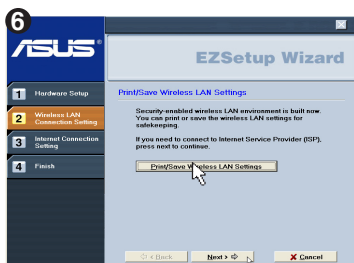 6
ASUS®
EZSetup Wizard
1 Hardware Setup
2 Wireless LAN
Connection Setting
3 Internet Connection
Setting
4 Finish
Print/Save Wireless LAN Settings
Security-enabled wireless LAN environment is built now.
You can print or save the wireless LAN settings for
safekeeping.
If you need to connect to Internet Service Provider (ISP),
press next to continue.
Print/Save Wireless LAN Settings
< Back
Next >
Cancel